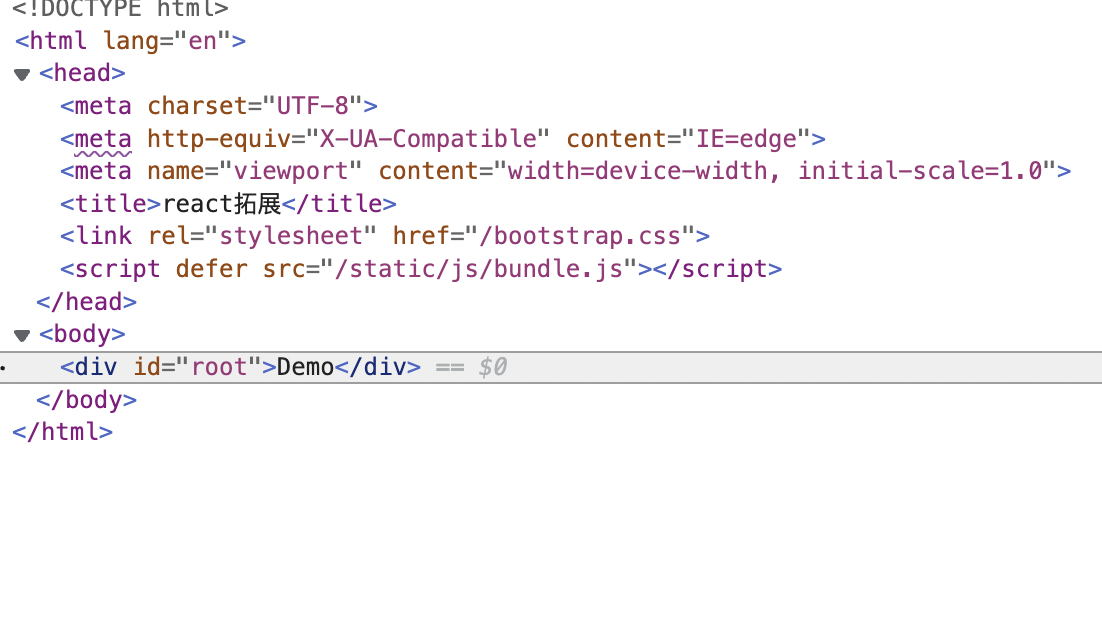 <!DOCTYPE html>
<html lang="en">
<head>
<meta charset="UTF-8">
<meta http-equiv="X-UA-Compatible" content="IE=edge">
<meta name="viewport" content="width=device-width, initial-scale=1.0">
<title>react拓展</title>
<link rel="stylesheet" href="/bootstrap.css">
<script defer src="/static/js/bundle.js"></script>
</head>
<body>
<div id="root">Demo</div> == $0
</body>
</html>